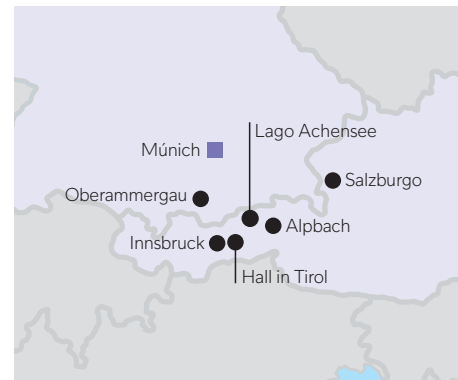 Lago Achensee
Múnich
Salzburgo
Oberammergau
Alpbach
Innsbruck
Hall in Tirol